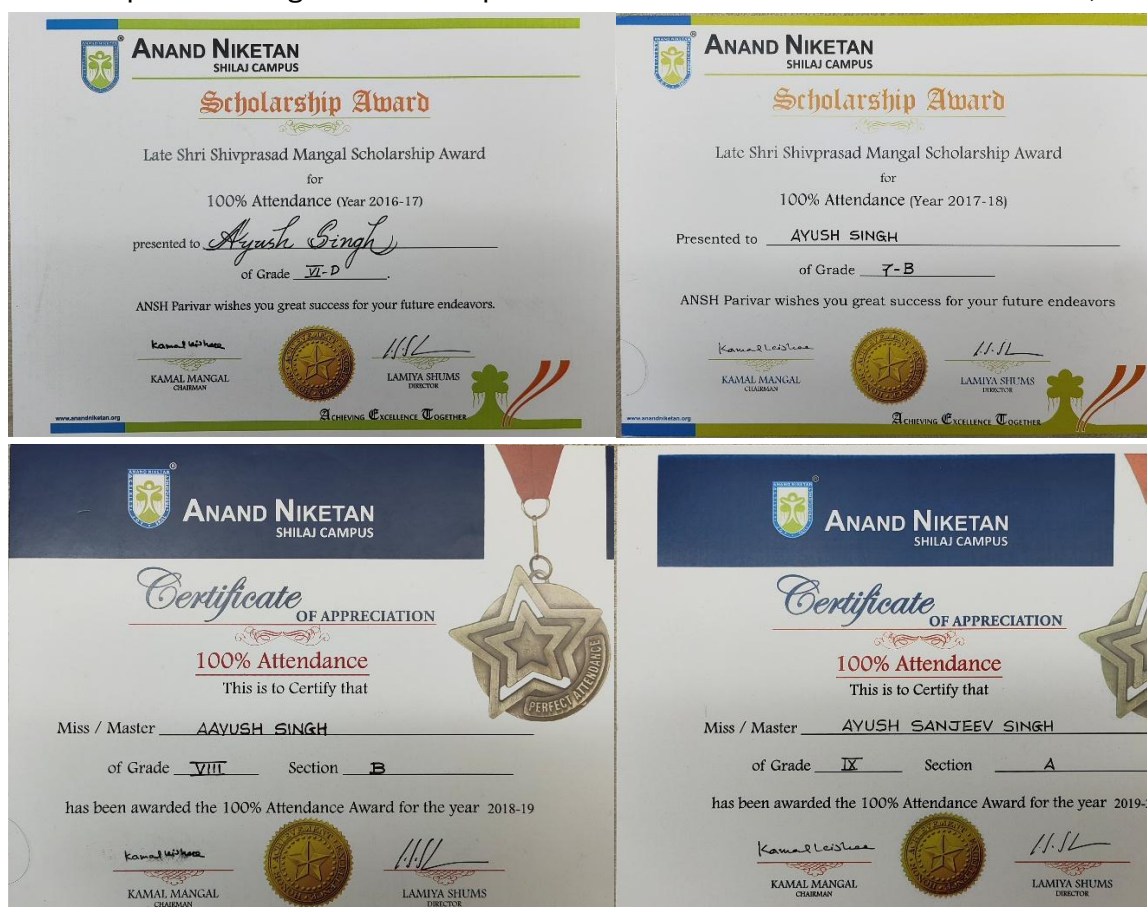 ANAND NIKETAN
SHILAJ CAMPUS
Scholarship Award
Late Shri Shivprasad Mangal Scholarship Award
for
100% Attendance (Year 2016-17)
presented to Ayush Singh
of Grade VI-D.
ANSH Parivar wishes you great success for your future endeavors.
KAMAL MANGAL
CHAIRMAN
LAMIYA SHUMS
DIRECTOR
www.anandniketan.org
ACHIEVING EXCELLENCE TOGETHER
ANAND NIKETAN
SHILAJ CAMPUS
Scholarship Award
Late Shri Shivprasad Mangal Scholarship Award
for
100% Attendance (Year 2017-18)
Presented to AYUSH SINGH
of Grade 7-B
ANSH Parivar wishes you great success for your future endeavors
KAMAL MANGAL
CHAIRMAN
LAMIYA SHUMS
DIRECTOR
www.anandniketan.org
ACHIEVING EXCELLENCE TOGETHER
ANAND NIKETAN
SHILAJ CAMPUS
Certificate
OF APPRECIATION
100% Attendance
This is to Certify that
Miss / Master AAYUSH SINGH
of Grade VIII Section B
has been awarded the 100% Attendance Award for the year 2018-19
PERFECT ATTENDANCE
KAMAL MANGAL
CHAIRMAN
LAMIYA SHUMS
DIRECTOR
ANAND NIKETAN
SHILAJ CAMPUS
Certificate
OF APPRECIATION
100% Attendance
This is to Certify that
Miss / Master AYUSH SANJEEV SINGH
of Grade IX Section A
has been awarded the 100% Attendance Award for the year 2019-
KAMAL MANGAL
CHAIRMAN
LAMIYA SHUMS
DIRECTOR